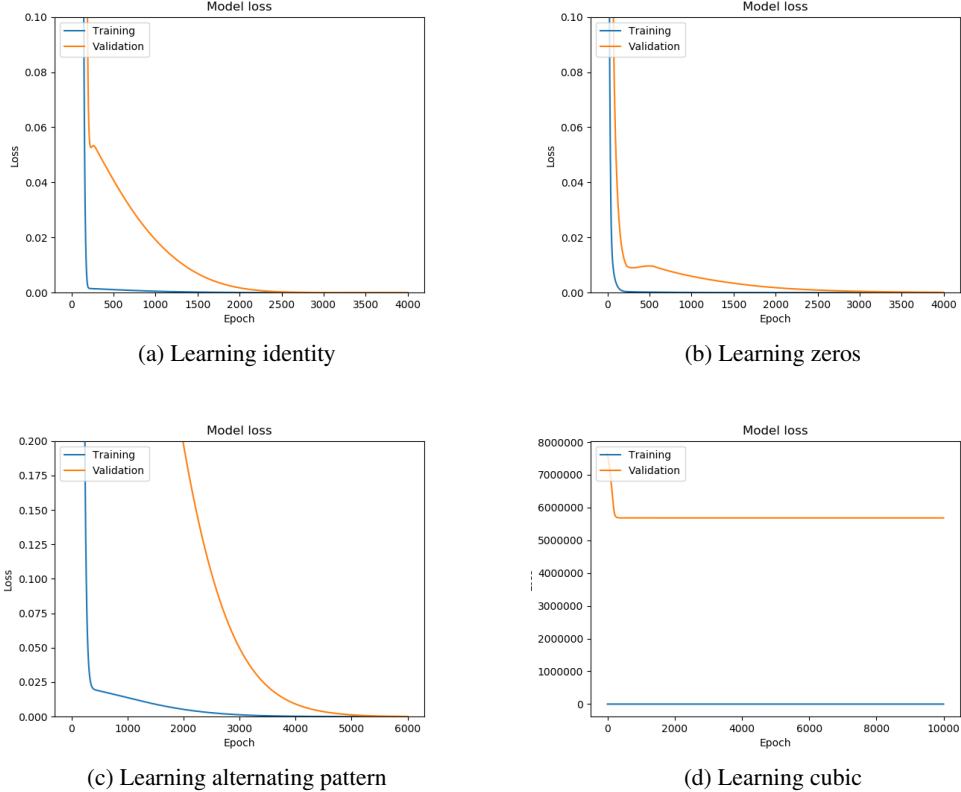 Model loss
0.10
0.08
0.06
0.04
0.02
0.00
Loss
Training
Validation
0 500 1000 1500 2000 2500 3000 3500 4000
Epoch
(a) Learning identity
Model loss
0.10
0.08
0.06
0.04
0.02
0.00
Loss
Training
Validation
0 500 1000 1500 2000 2500 3000 3500 4000
Epoch
(b) Learning zeros
Model loss
0.200
0.175
0.150
0.125
0.100
0.075
0.050
0.025
0.000
Loss
Training
Validation
0 1000 2000 3000 4000 5000 6000
Epoch
(c) Learning alternating pattern
Model loss
8000000
7000000
6000000
5000000
4000000
3000000
2000000
1000000
0
Training
Validation
0 2000 4000 6000 8000 10000
Epoch
(d) Learning cubic